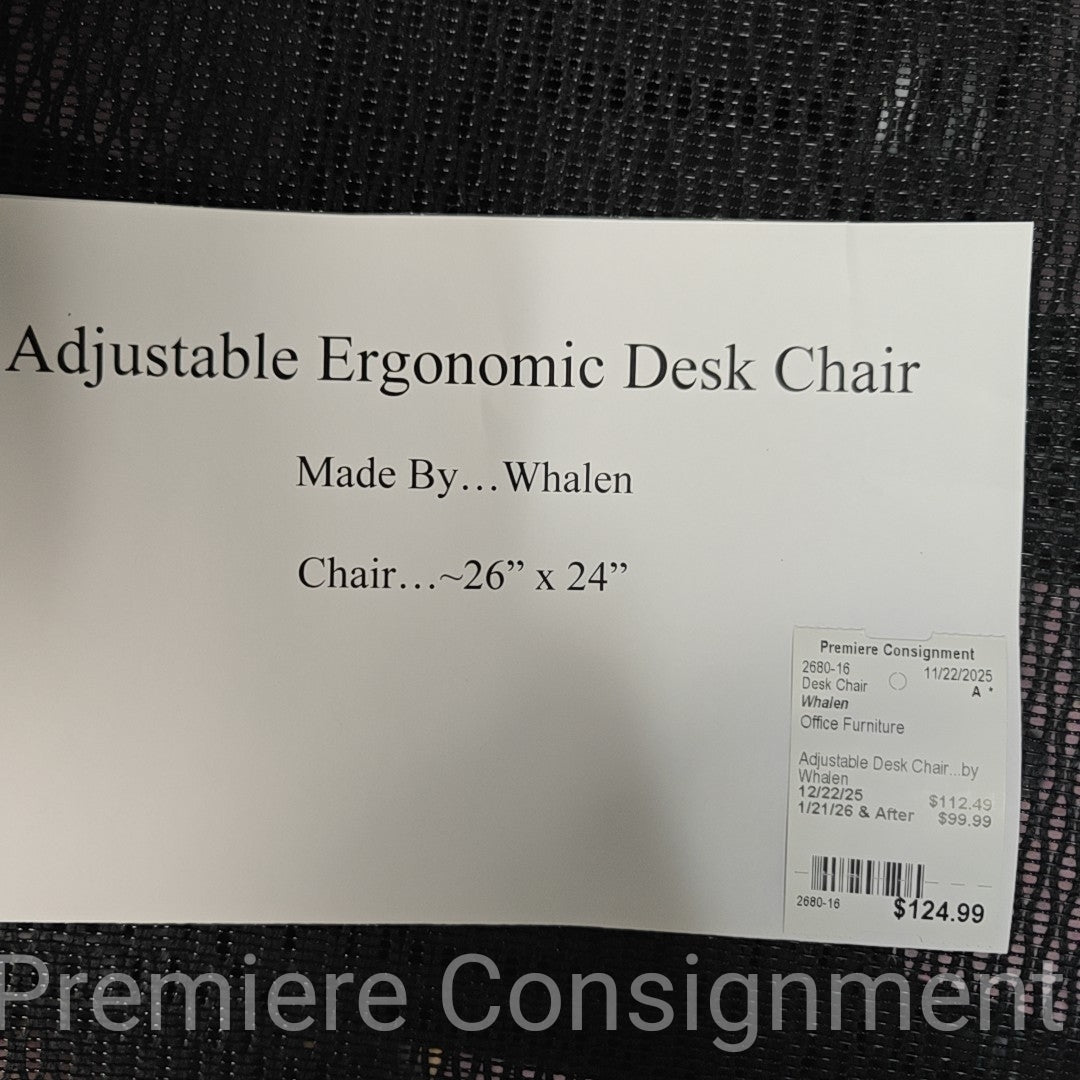 Adjustable Ergonomic Desk Chair
Made By…Whalen
Chair…~26” x 24”
Premiere Consignment
2680-16 11/22/2025
Desk Chair A *
Whalen
Office Furniture
Adjustable Desk Chair...by
Whalen
12/22/25 $112.49
1/21/26 & After $99.99
2680-16 $124.99
Premiere Consignment